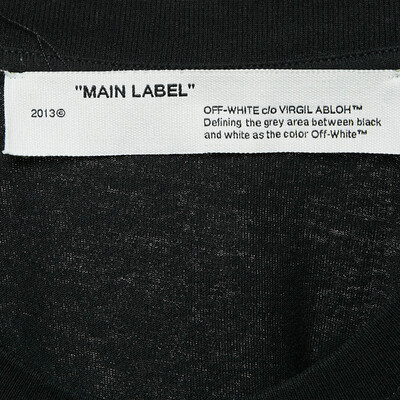 "MAIN LABEL"
2013©
OFF-WHITE c/o VIRGIL ABLOH™
Defining the grey area between black
and white as the color Off-White™